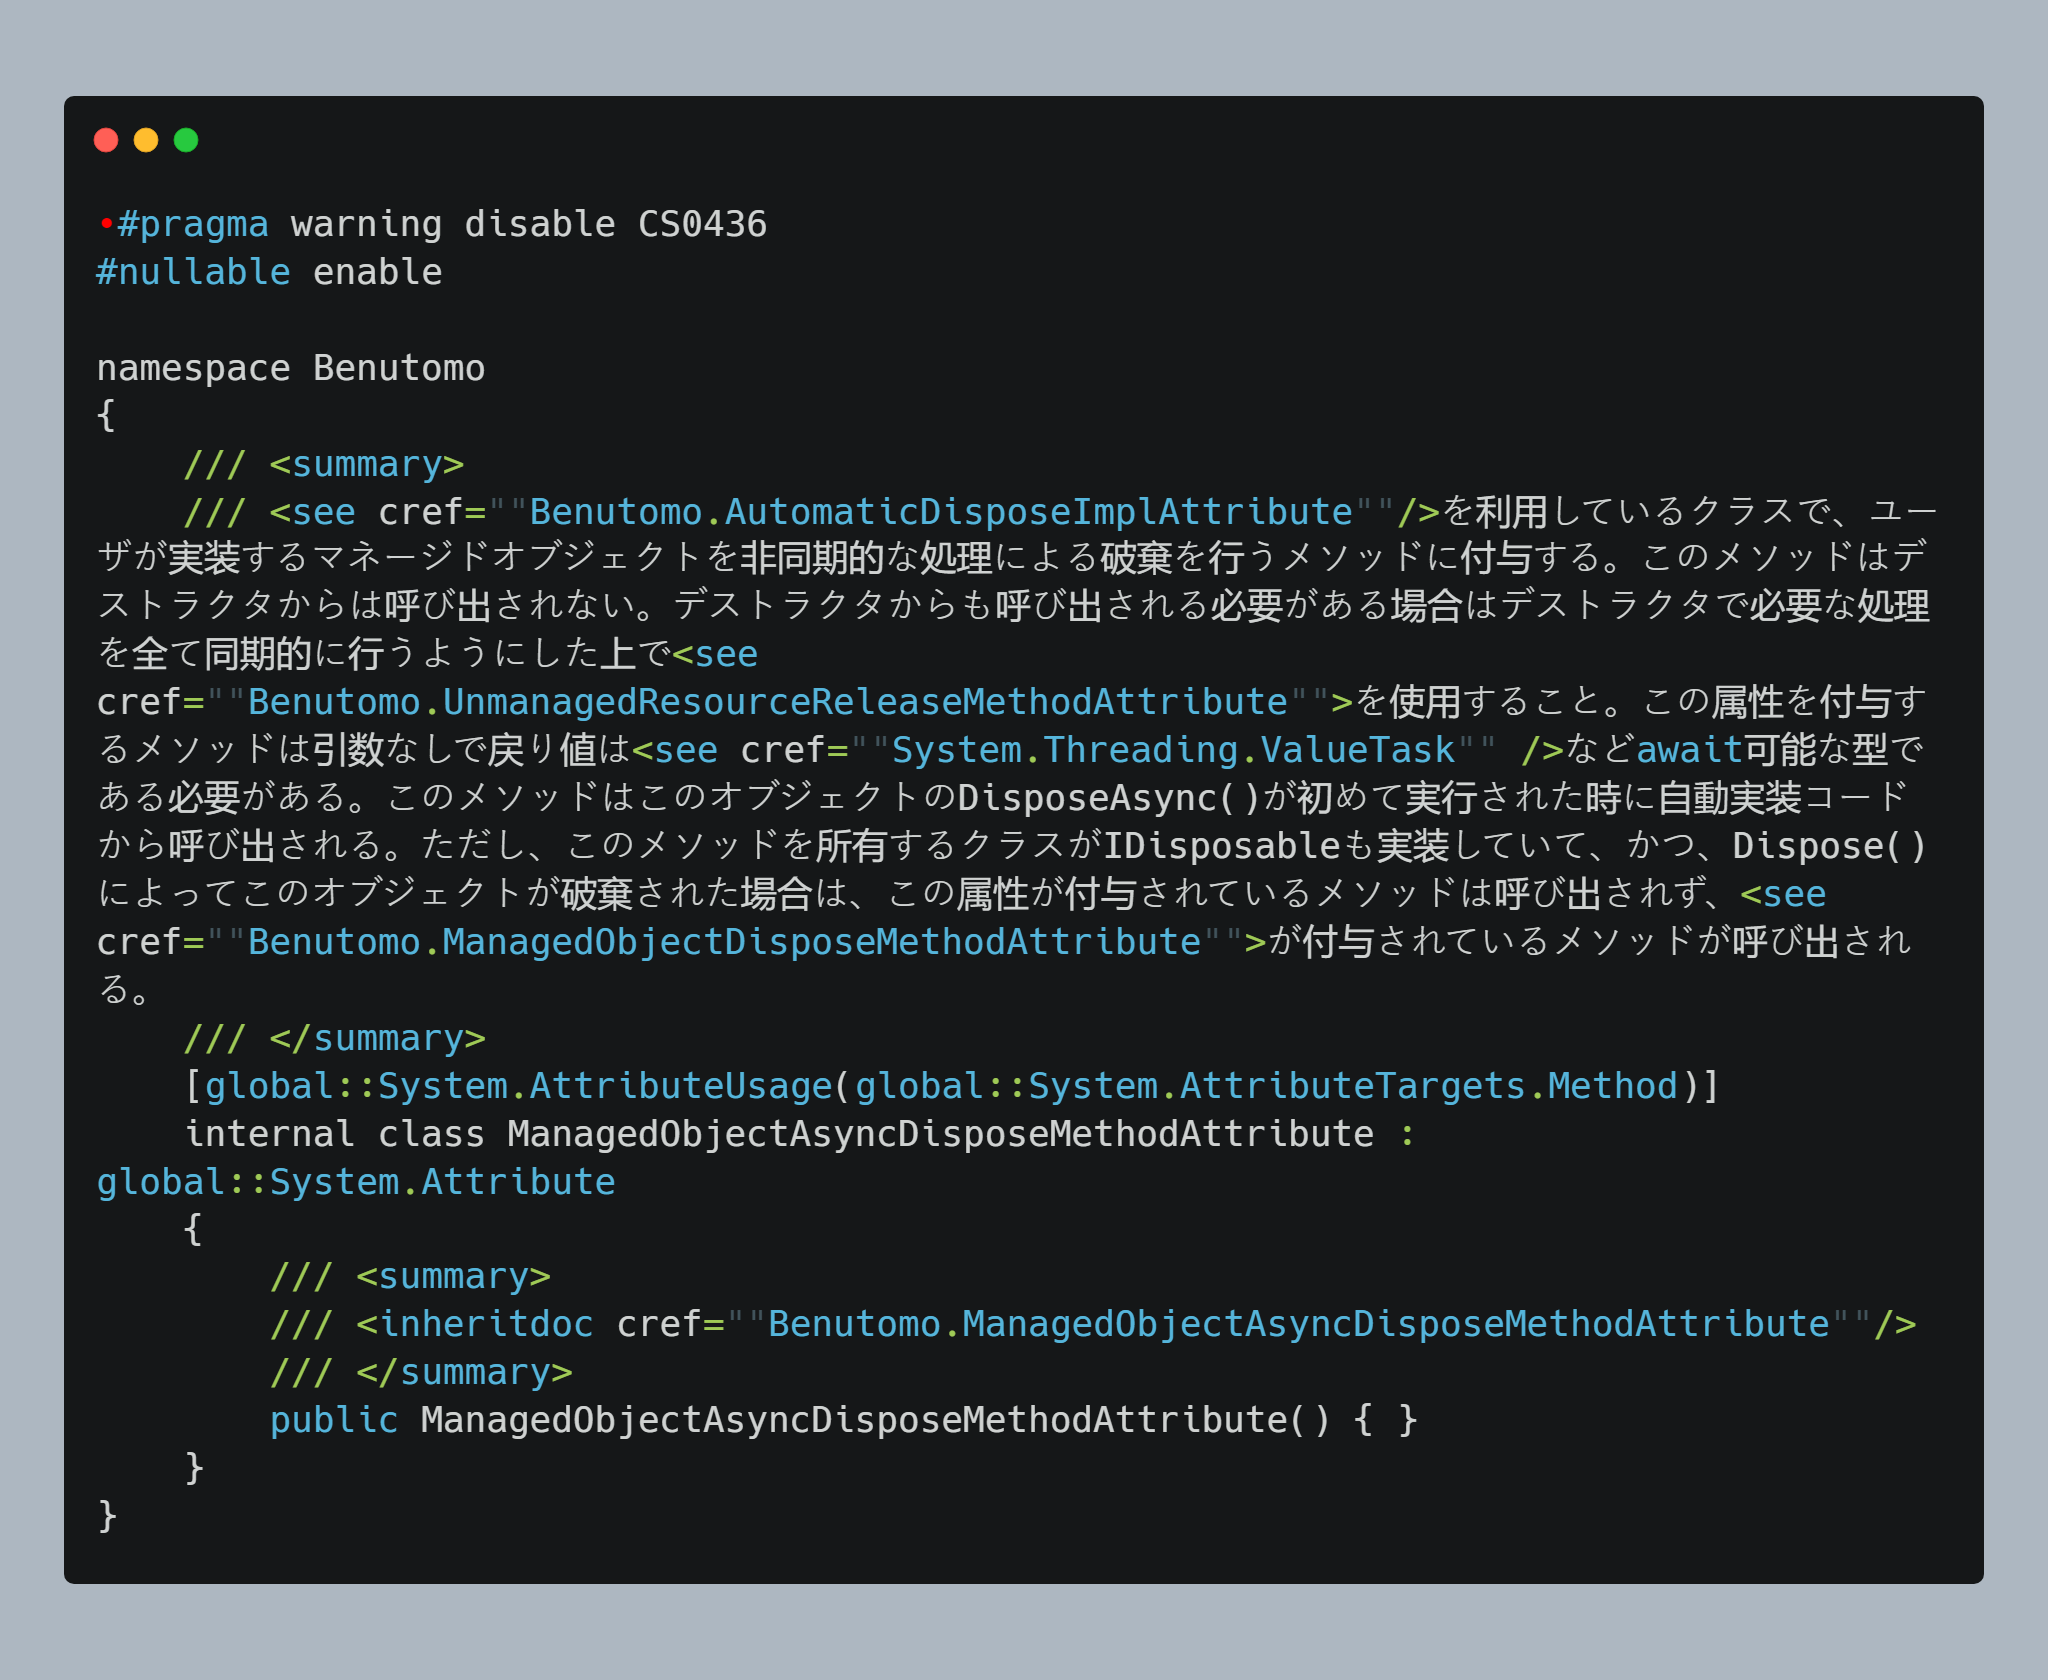 •#pragma warning disable CS0436
#nullable enable

namespace Benutomo
{
    /// <summary>
    /// <see cref=""Benutomo.AutomaticDisposeImplAttribute""/>を利用しているクラスで、ユー
ザが実装するマネージドオブジェクトを非同期的な処理による破棄を行うメソッドに付与する。このメソッドはデ
ストラクタからは呼び出されない。デストラクタからも呼び出される必要がある場合はデストラクタで必要な処理
を全て同期的に行うようにした上で<see
cref=""Benutomo.UnmanagedResourceReleaseMethodAttribute"">を使用すること。この属性を付与す
るメソッドは引数なしで戻り値は<see cref=""System.Threading.ValueTask"" />などawait可能な型で
ある必要がある。このメソッドはこのオブジェクトのDisposeAsync()が初めて実行された時に自動実装コード
から呼び出される。ただし、このメソッドを所有するクラスがIDisposableも実装していて、かつ、Dispose()
によってこのオブジェクトが破棄された場合は、この属性が付与されているメソッドは呼び出されず、<see
cref=""Benutomo.ManagedObjectDisposeMethodAttribute"">が付与されているメソッドが呼び出され
る。
    /// </summary>
    [global::System.AttributeUsage(global::System.AttributeTargets.Method)]
    internal class ManagedObjectAsyncDisposeMethodAttribute :
global::System.Attribute
    {
        /// <summary>
        /// <inheritdoc cref=""Benutomo.ManagedObjectAsyncDisposeMethodAttribute""/>
        /// </summary>
        public ManagedObjectAsyncDisposeMethodAttribute() { }
    }
}